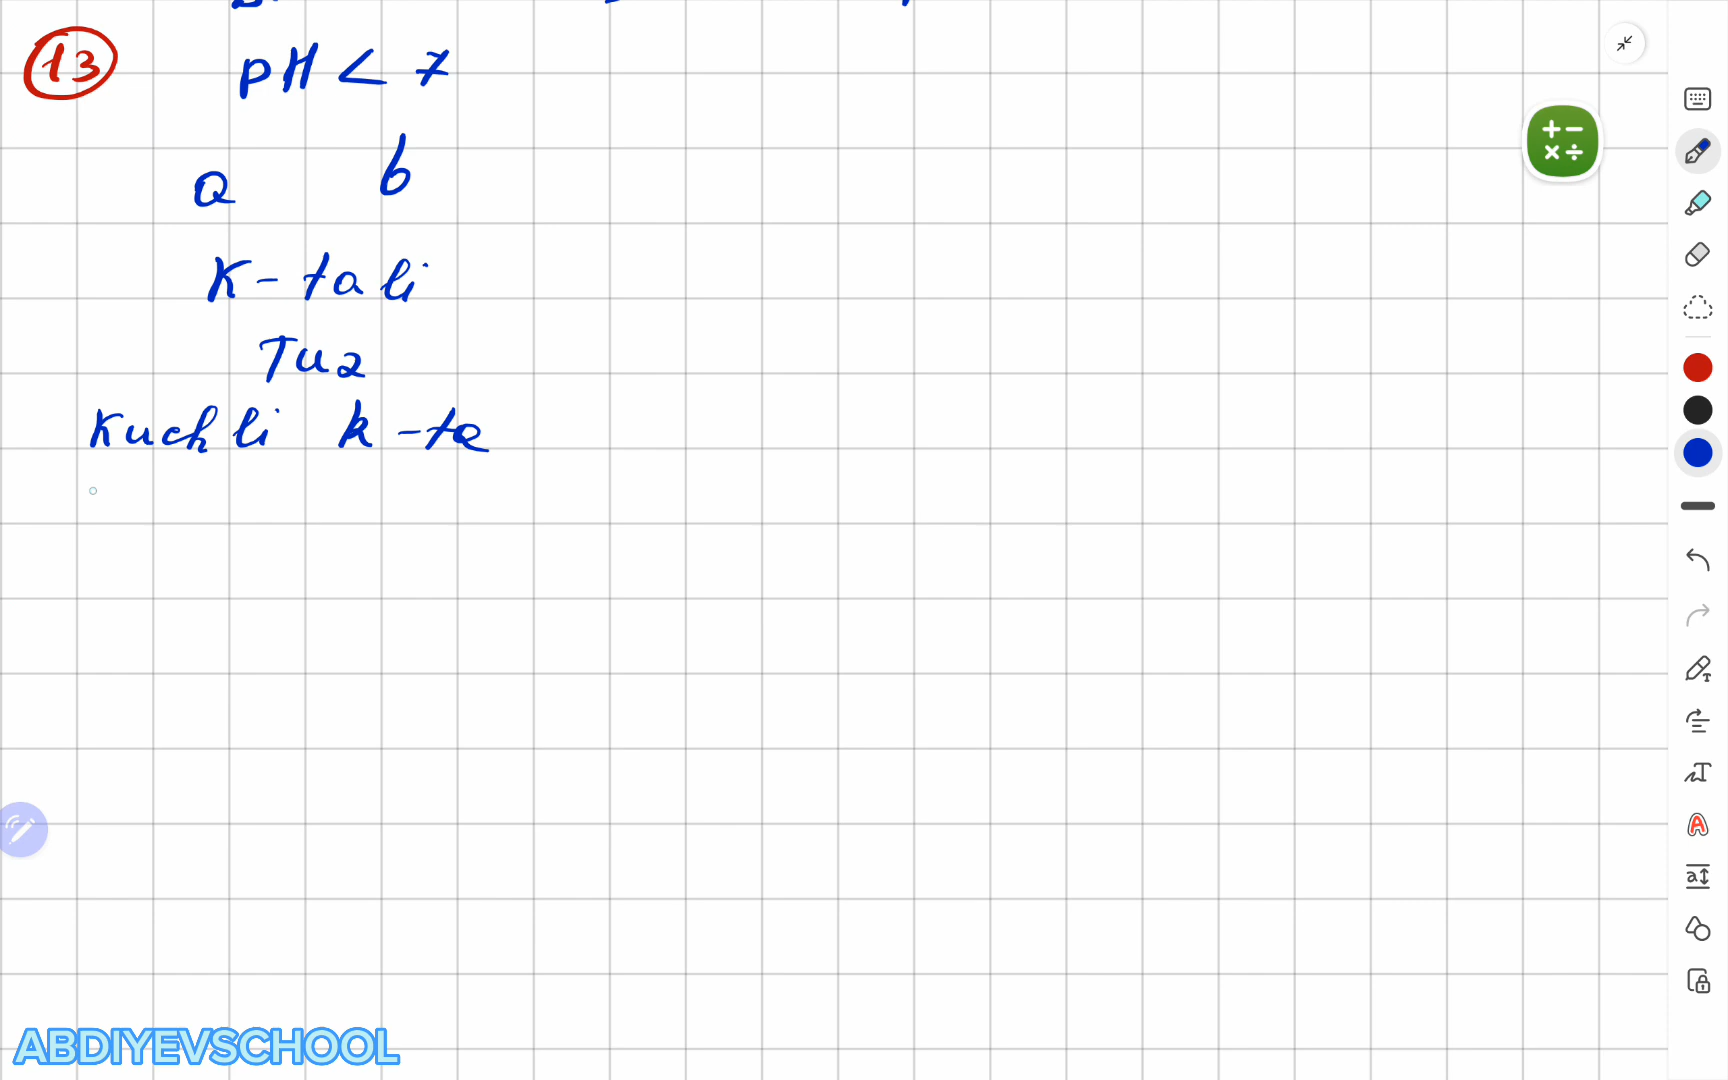 13
pH < 7
a b
K-tali
Tuz
Kuchli k-ta
ABDIYEVSCHOOL